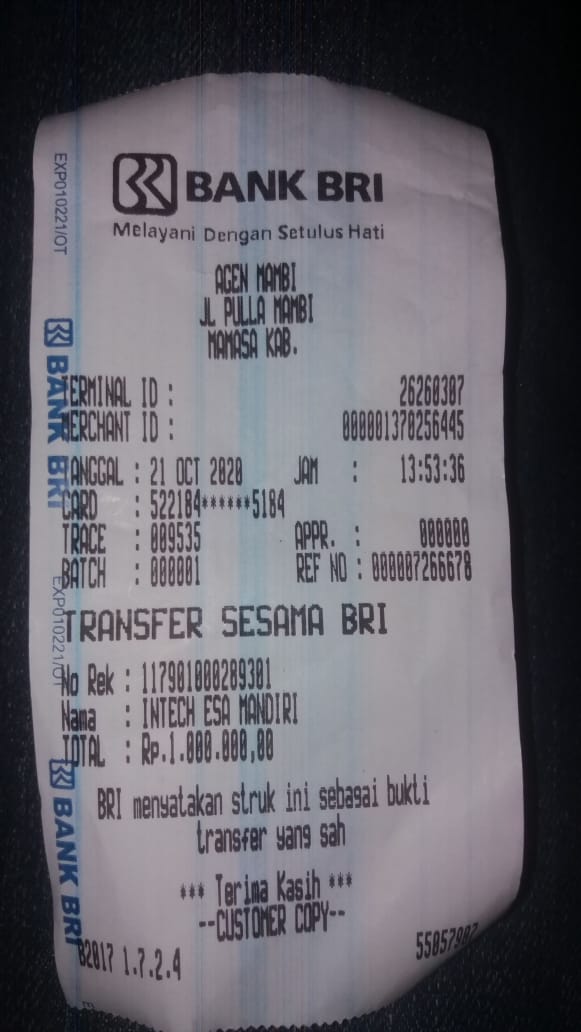 BANK BRI
Melayani Dengan Setulus Hati
AGEN MAMBI
JL PULLA MAMBI
MAMASA KAB.
TERMINAL ID : 26260307
MERCHANT ID : 000001370256445
TANGGAL : 21 OCT 2020 JAM : 13:53:36
CARD : 522184******5184
TRACE : 009535 APPR. : 000000
BATCH : 000001 REF NO : 000007266678
TRANSFER SESAMA BRI
No Rek : 117901000289301
Nama : INTECH ESA MANDIRI
TOTAL : Rp.1.000.000,00
BRI menyatakan struk ini sebagai bukti
transfer yang sah
*** Terima Kasih ***
--CUSTOMER COPY--
B2017 1.7.2.4
EXP010221/OT
BANK BRI
EXP010221/OT
BANK BRI